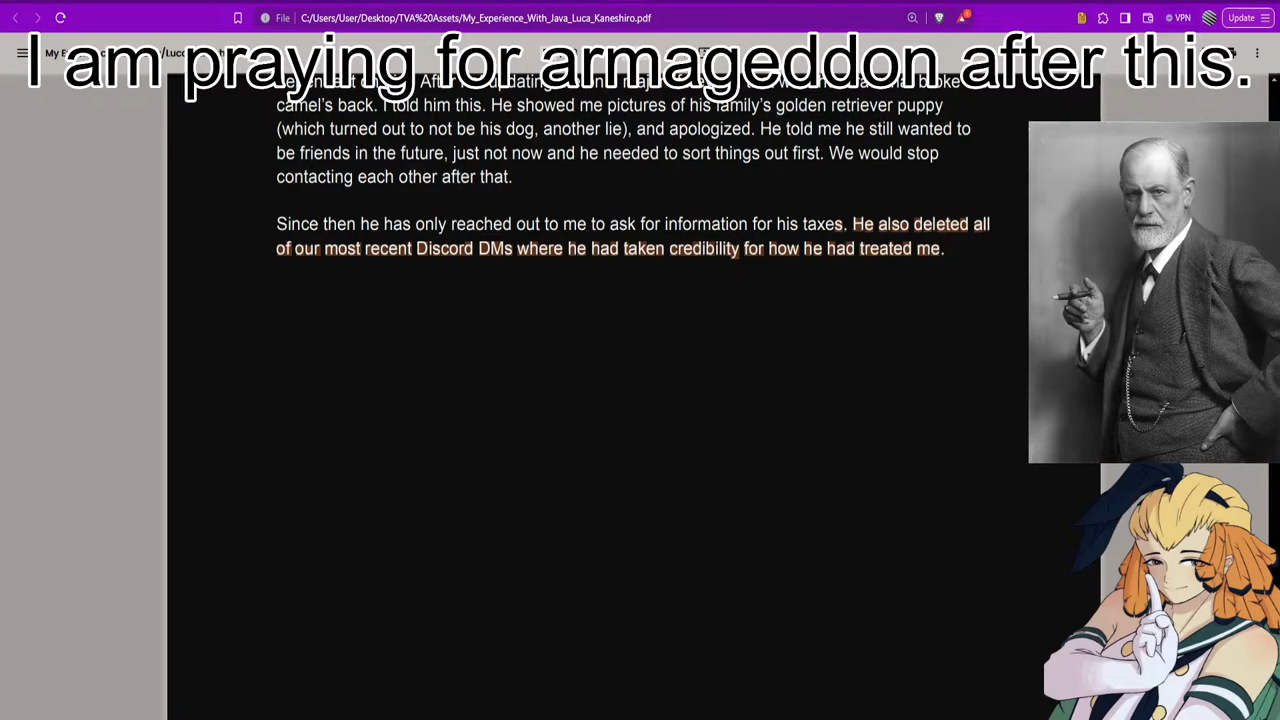 File C:/Users/User/Desktop/TVA%20Assets/My_Experience_With_Java_Luca_Kaneshiro.pdf
VPN
Update
I am praying for armageddon after this.
camel's back. I told him this. He showed me pictures of his family's golden retriever puppy
(which turned out to not be his dog, another lie), and apologized. He told me he still wanted to
be friends in the future, just not now and he needed to sort things out first. We would stop
contacting each other after that.
Since then he has only reached out to me to ask for information for his taxes. He also deleted all
of our most recent Discord DMs where he had taken credibility for how he had treated me.